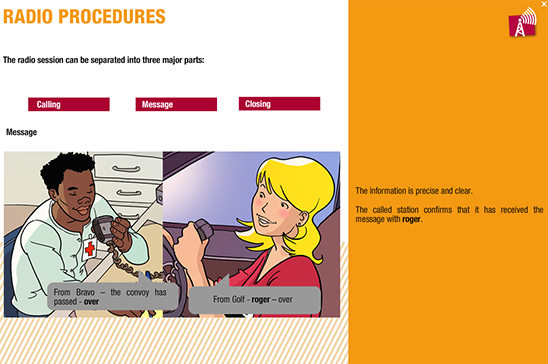 RADIO PROCEDURES
The radio session can be separated into three major parts:
Calling
Message
Closing
Message
From Bravo – the convoy has
passed - over
From Golf - roger – over
The information is precise and clear.
The called station confirms that it has received the
message with roger.